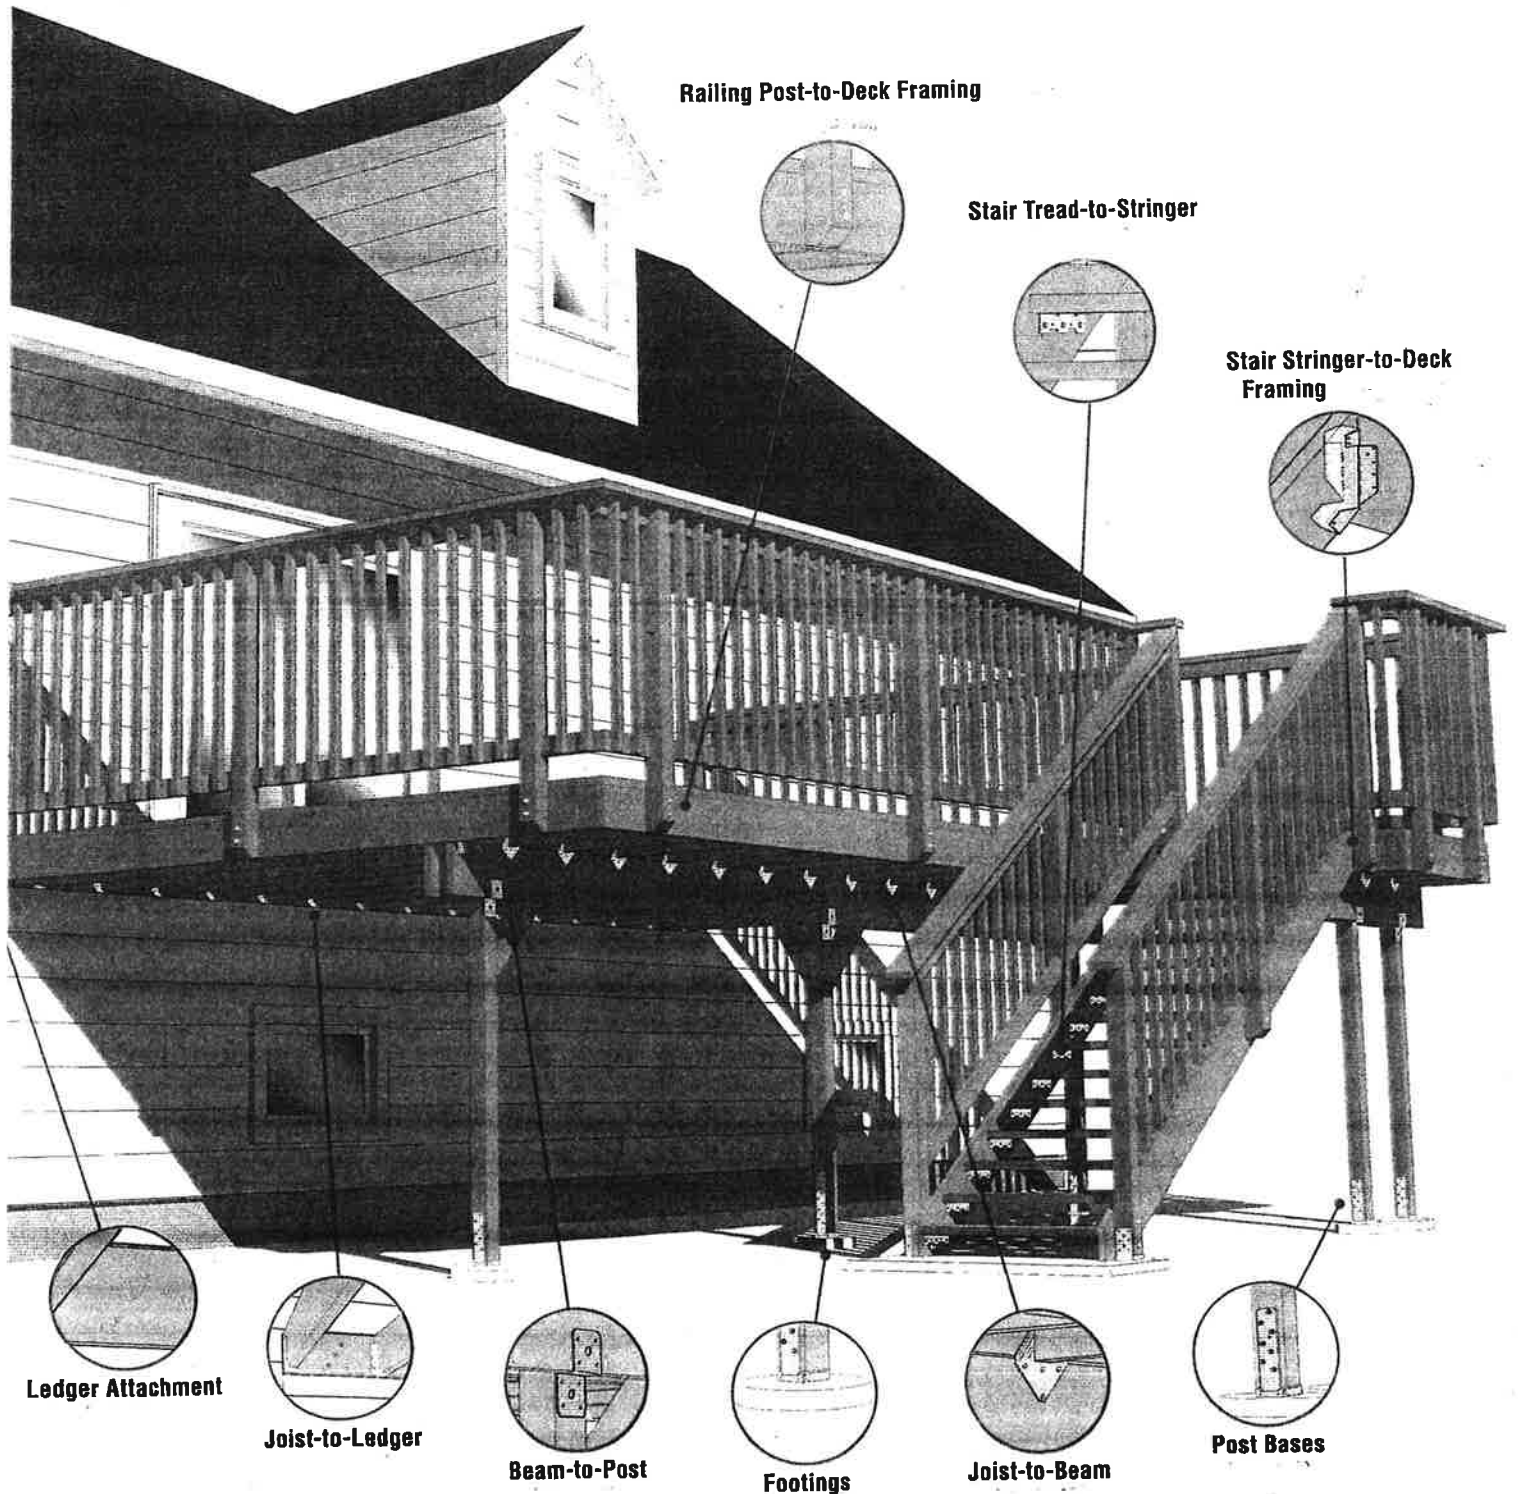 Railing Post-to-Deck Framing
Stair Tread-to-Stringer
Stair Stringer-to-Deck
Framing
Ledger Attachment
Joist-to-Ledger
Beam-to-Post
Footings
Joist-to-Beam
Post Bases